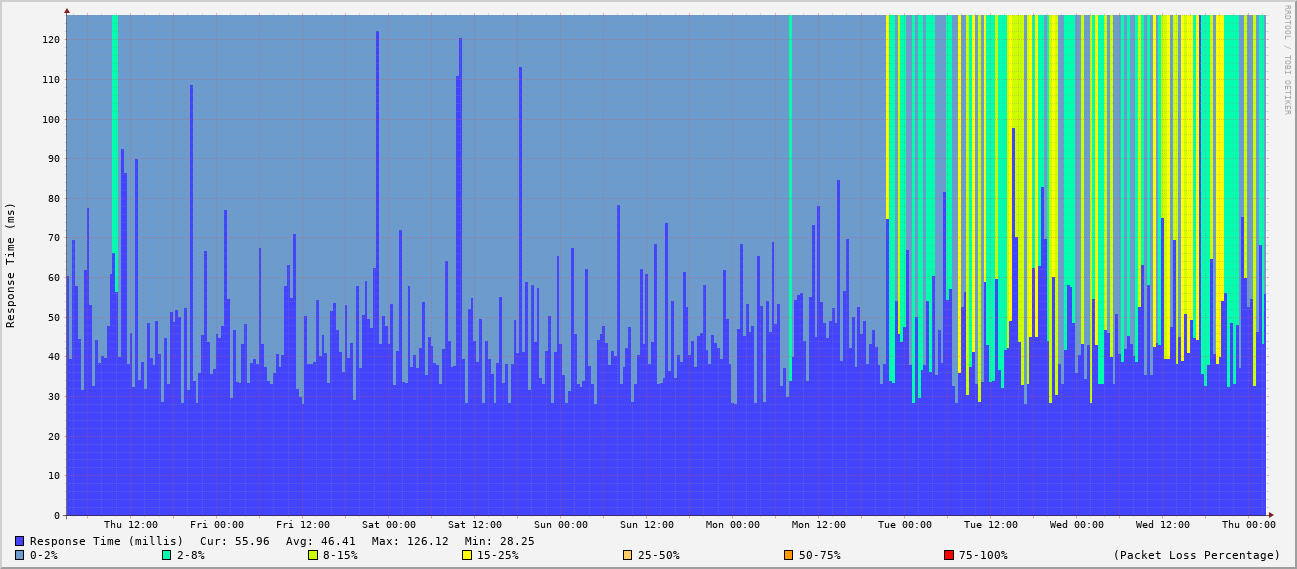 RRDTOOL / TOBI OETIKER
Response Time (ms)
120
110
100
90
80
70
60
50
40
30
20
10
0
Thu 12:00 Fri 00:00 Fri 12:00 Sat 00:00 Sat 12:00 Sun 00:00 Sun 12:00 Mon 00:00 Mon 12:00 Tue 00:00 Tue 12:00 Wed 00:00 Wed 12:00 Thu 00:00
Response Time (millis) Cur: 55.96 Avg: 46.41 Max: 126.12 Min: 28.25
0-2% 2-8% 8-15% 15-25% 25-50% 50-75% 75-100% (Packet Loss Percentage)